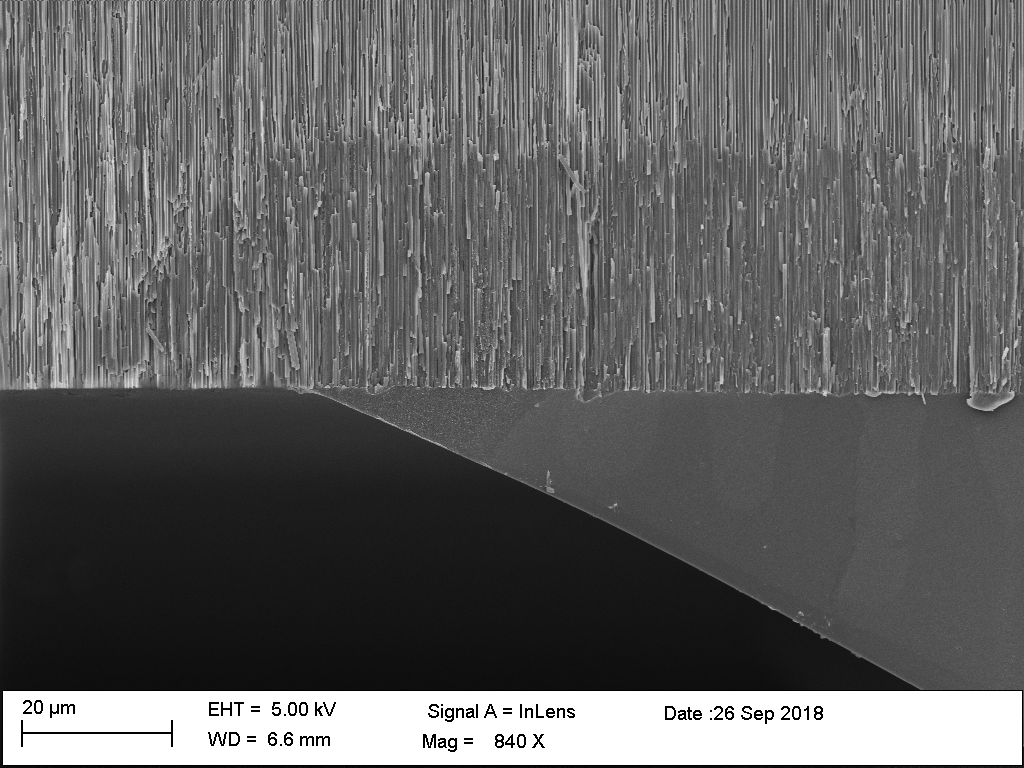 20 µm
EHT = 5.00 kV
Signal A = InLens
Date :26 Sep 2018
WD = 6.6 mm
Mag = 840 X